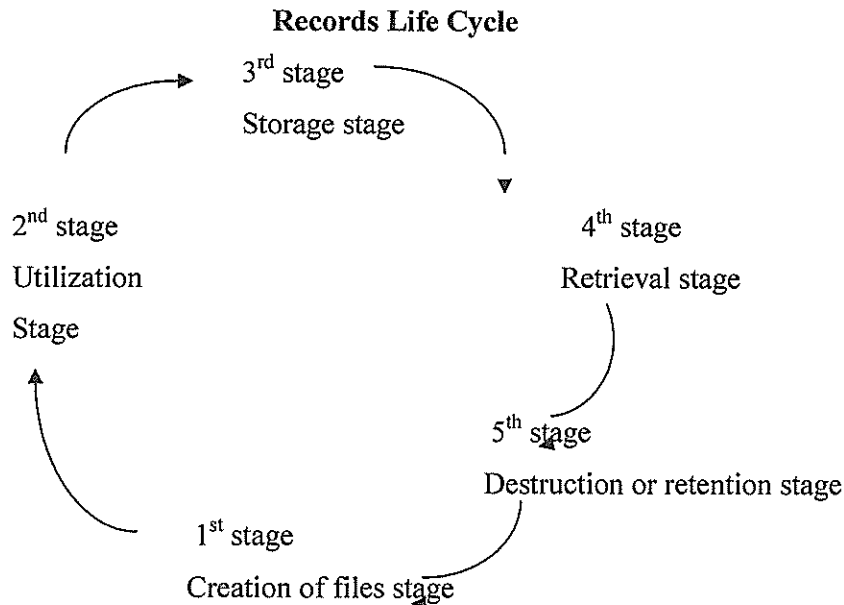 Records Life Cycle
3rd stage
Storage stage
2nd stage
Utilization
Stage
4th stage
Retrieval stage
5th stage
Destruction or retention stage
1st stage
Creation of files stage